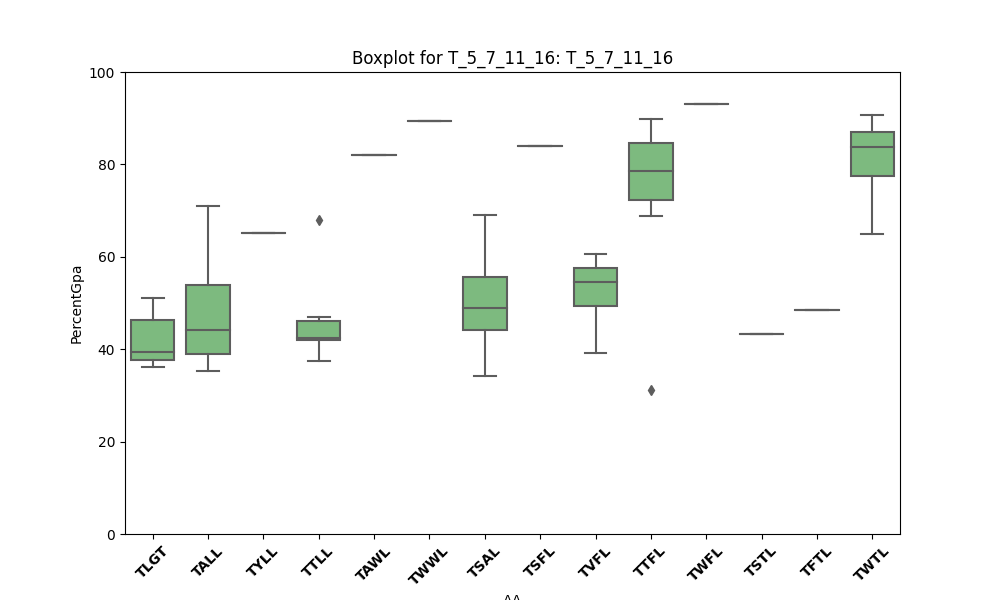 Boxplot for T_5_7_11_16: T_5_7_11_16
100
80
60
40
20
0
PercentGpa
TLGT
TALL
TYLL
TTLL
TAWL
TWWL
TSAL
TSFL
TVFL
TTFL
TWFL
TSTL
TFTL
TWTL
AA